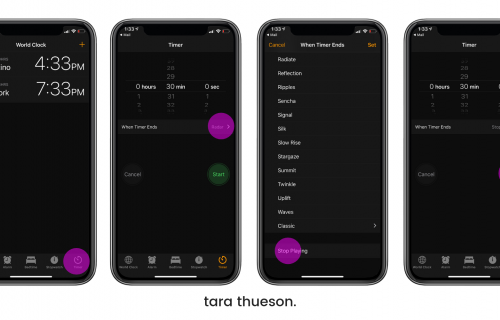 World Clock +
ino 4:33PM
ork 7:33PM
Alarm Bedtime Stopwatch Timer
1:33
Mail
Timer
28
29
0 hours 30 min 0 sec
1 31 1
2 32 2
When Timer Ends Radar >
Cancel Start
World Clock Alarm Bedtime Stopwatch Timer
1:33
Mail
Cancel When Timer Ends Set
Radiate
Reflection
Ripples
Sencha
Signal
Silk
Slow Rise
Stargaze
Summit
Twinkle
Uplift
Waves
Classic >
Stop Playing
1:33
Mail
Timer
28
29
0 hours 30 min
1 31
2 32
When Timer Ends
Cancel
World Clock Alarm Bedtime Stopwatch
tara thueson.